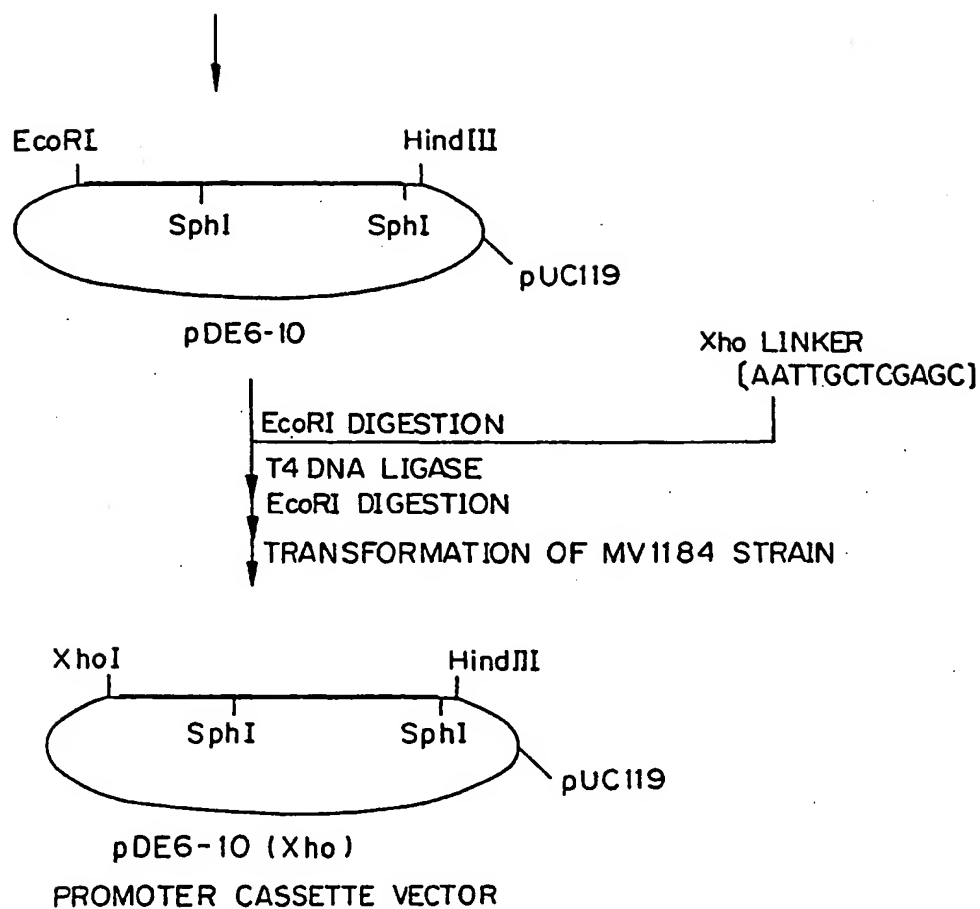 EcoRI HindIII
SphI SphI
pUC119
pDE6-10
Xho LINKER
[AATTGCTCGAGC]
EcoRI DIGESTION
T4 DNA LIGASE
EcoRI DIGESTION
TRANSFORMATION OF MV1184 STRAIN
XhoI HindIII
SphI SphI
pUC119
pDE6-10 (Xho)
PROMOTER CASSETTE VECTOR